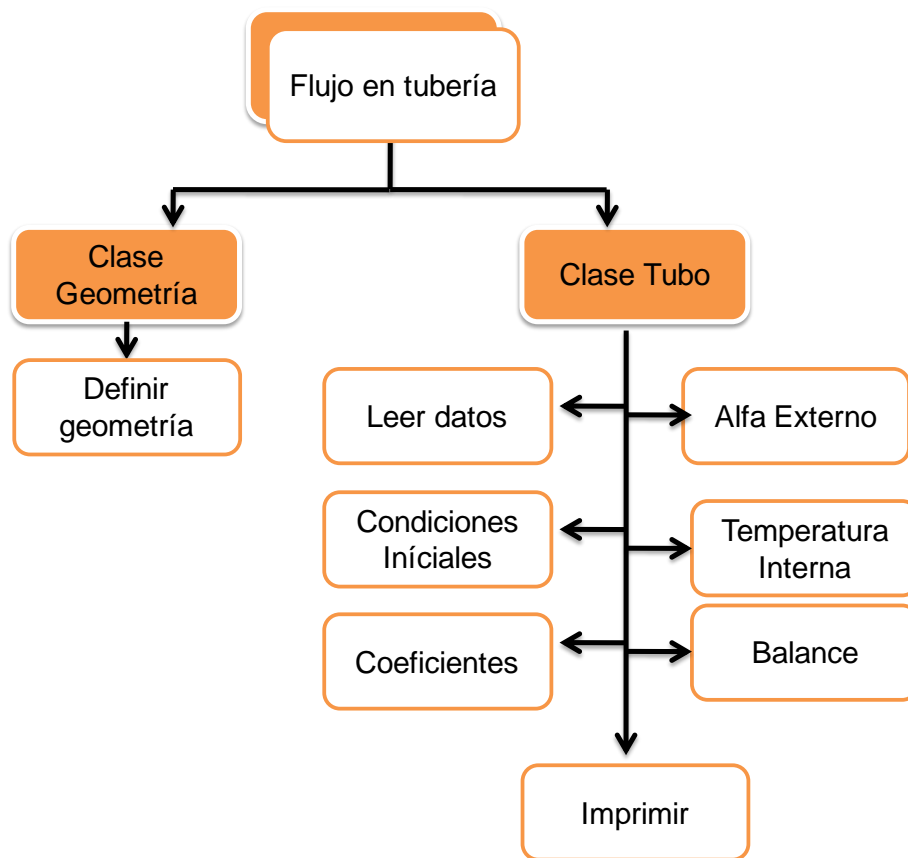 Flujo en tubería
Clase
Geometría
Clase Tubo
Definir
geometría
Leer datos
Alfa Externo
Condiciones
Iníciales
Temperatura
Interna
Coeficientes
Balance
Imprimir